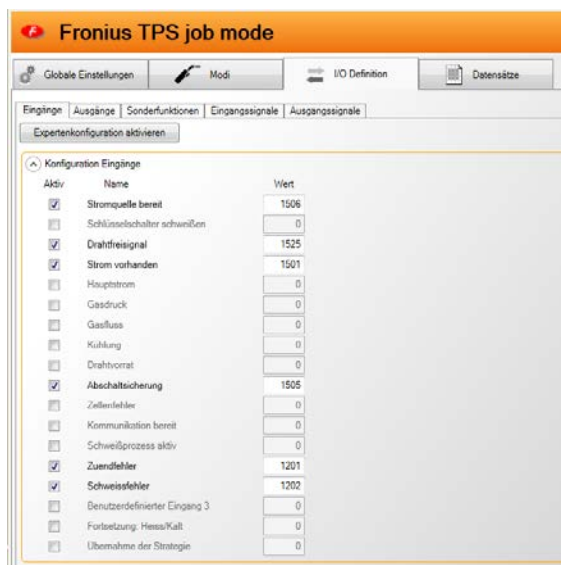 F Fronius TPS job mode
Globale Einstellungen Modi I/O Definition Datensätze
Eingänge Ausgänge Sonderfunktionen Eingangssignale Ausgangssignale
Expertenkonfiguration aktivieren
Konfiguration Eingänge
Aktiv Name Wert
Stromquelle bereit 1506
Schlüsselschalter schweißen 0
Drahtfreisignal 1525
Strom vorhanden 1501
Hauptstrom 0
Gasdruck 0
Gasfluss 0
Kühlung 0
Drahtvorrat 0
Abschaltsicherung 1505
Zellenfehler 0
Kommunikation bereit 0
Schweißprozess aktiv 0
Zuendfehler 1201
Schweissfehler 1202
Benutzerdefinierter Eingang 3 0
Fortsetzung: Heiss/Kalt 0
Übernahme der Strategie 0